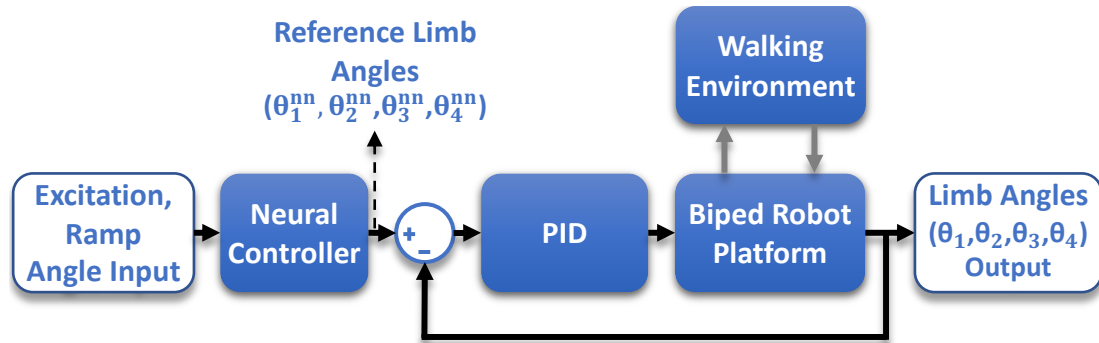 Reference Limb
Angles
(θ₁ⁿⁿ, θ₂ⁿⁿ,θ₃ⁿⁿ,θ₄ⁿⁿ)
Walking
Environment
Excitation,
Ramp
Angle Input
Neural
Controller
+
−
PID
Biped Robot
Platform
Limb Angles
(θ₁,θ₂,θ₃,θ₄)
Output